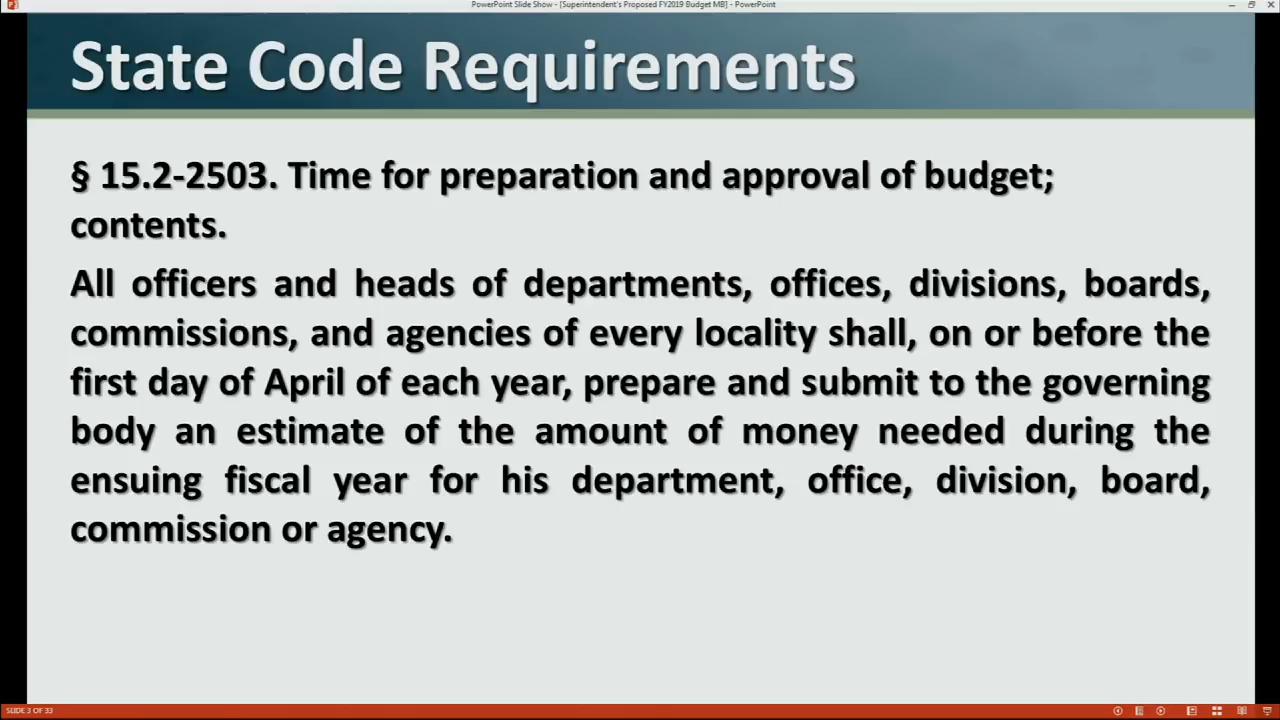 PowerPoint Slide Show - [Superintendent's Proposed FY2019 Budget MB] - PowerPoint
State Code Requirements
§ 15.2-2503. Time for preparation and approval of budget;
contents.
All officers and heads of departments, offices, divisions, boards,
commissions, and agencies of every locality shall, on or before the
first day of April of each year, prepare and submit to the governing
body an estimate of the amount of money needed during the
ensuing fiscal year for his department, office, division, board,
commission or agency.
SLIDE 3 OF 33